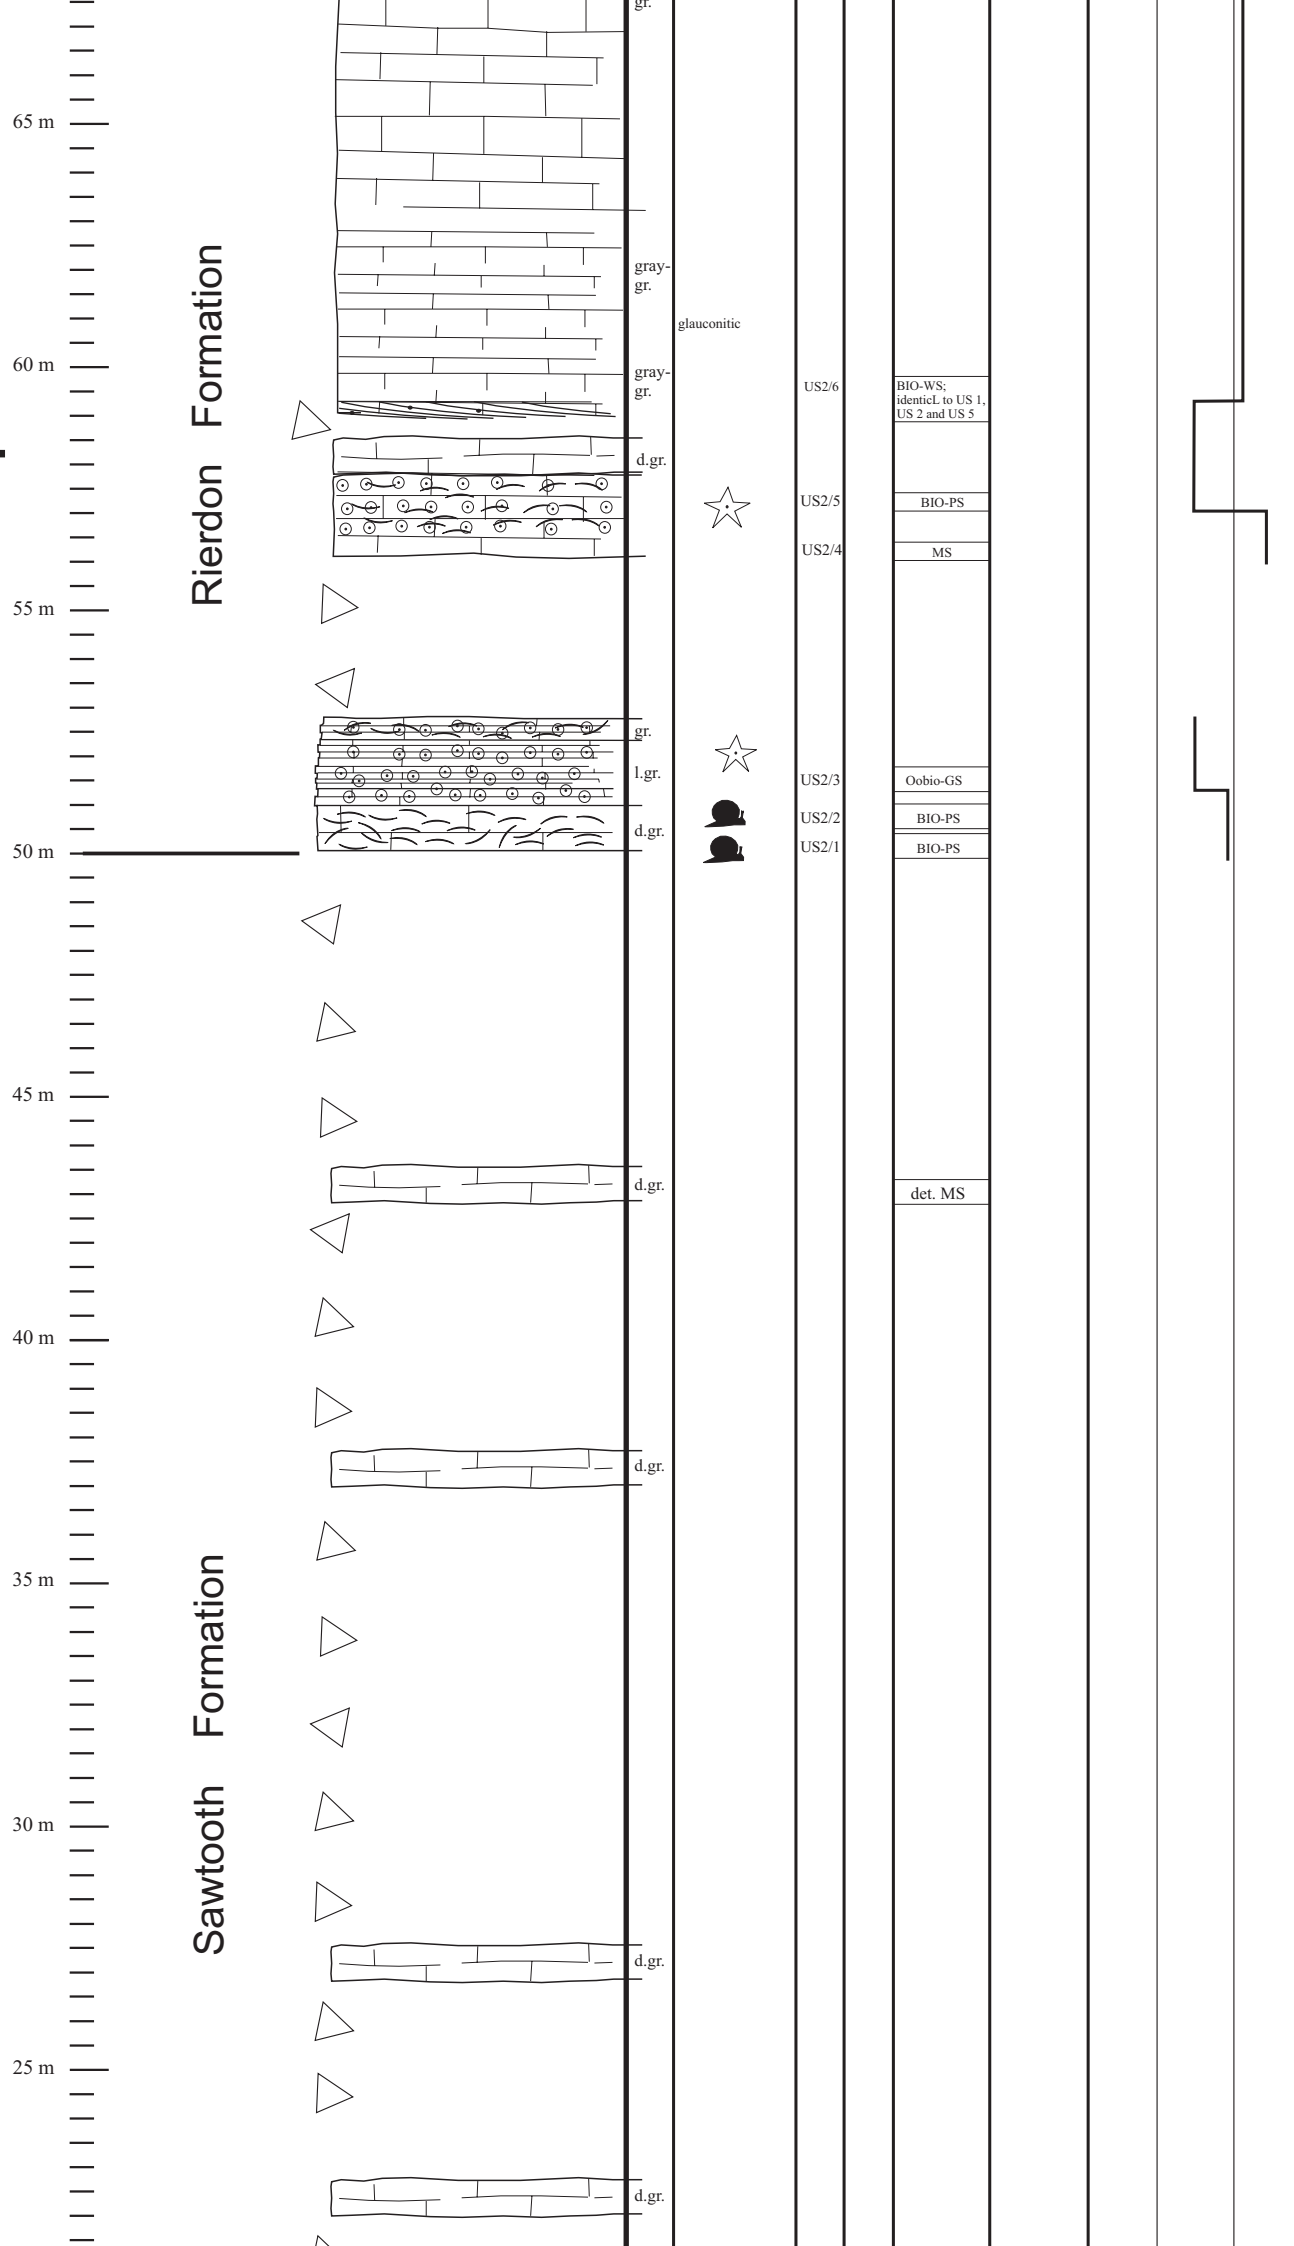 gr.
65 m
gray-
gr.
glauconitic
60 m
gray-
gr.
US2/6
BIO-WS;
identicL to US 1,
US 2 and US 5
d.gr.
US2/5
BIO-PS
US2/4
MS
55 m
Rierdon Formation
gr.
l.gr.
US2/3
Oobio-GS
d.gr.
US2/2
BIO-PS
50 m
US2/1
BIO-PS
45 m
d.gr.
det. MS
40 m
d.gr.
35 m
Sawtooth Formation
30 m
d.gr.
25 m
d.gr.